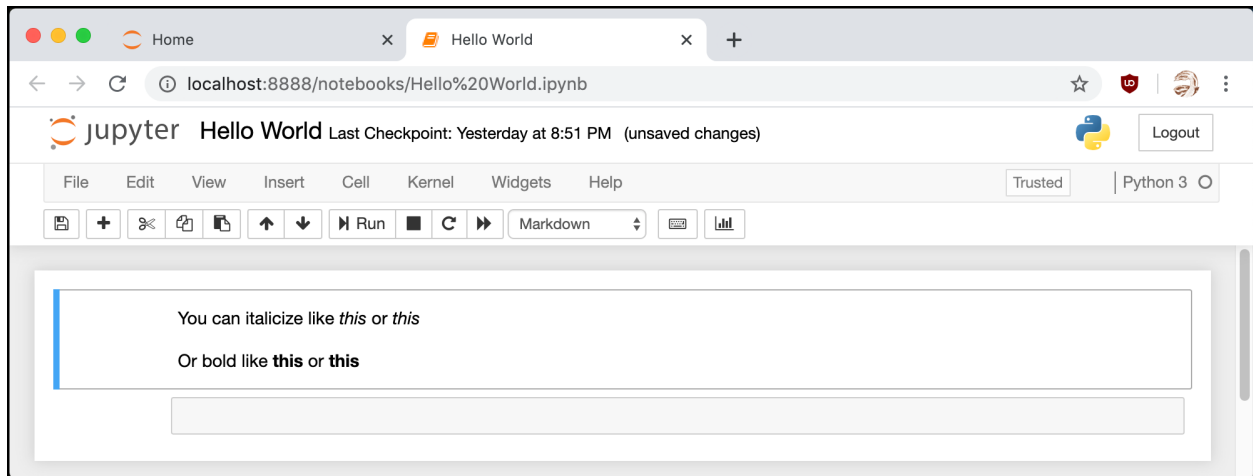 Home
Hello World
localhost:8888/notebooks/Hello%20World.ipynb
jupyter Hello World Last Checkpoint: Yesterday at 8:51 PM (unsaved changes)
Logout
File Edit View Insert Cell Kernel Widgets Help
Trusted
Python 3
Run
Markdown
You can italicize like this or this
Or bold like this or this